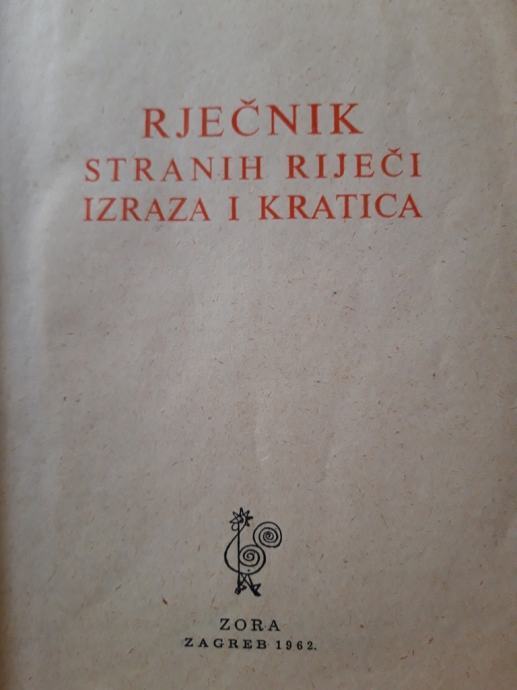 RJEČNIK
STRANIH RIJEČI
IZRAZA I KRATICA
ZORA
ZAGREB 1962.